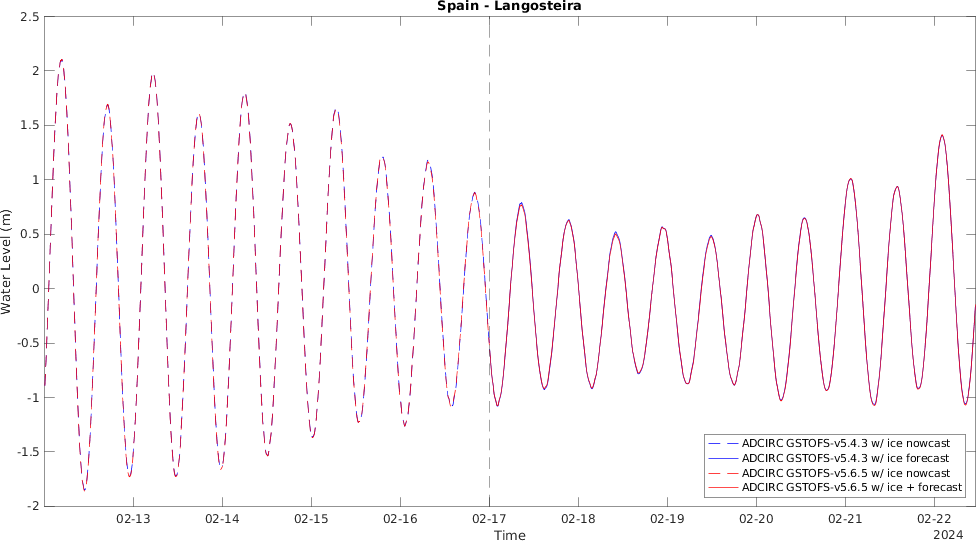 Spain - Langosteira
2.5
2
1.5
1
0.5
0
-0.5
-1
-1.5
-2
Water Level (m)
ADCIRC GSTOFS-v5.4.3 w/ ice nowcast
ADCIRC GSTOFS-v5.4.3 w/ ice forecast
ADCIRC GSTOFS-v5.6.5 w/ ice nowcast
ADCIRC GSTOFS-v5.6.5 w/ ice + forecast
02-13 02-14 02-15 02-16 02-17 02-18 02-19 02-20 02-21 02-22
Time
2024